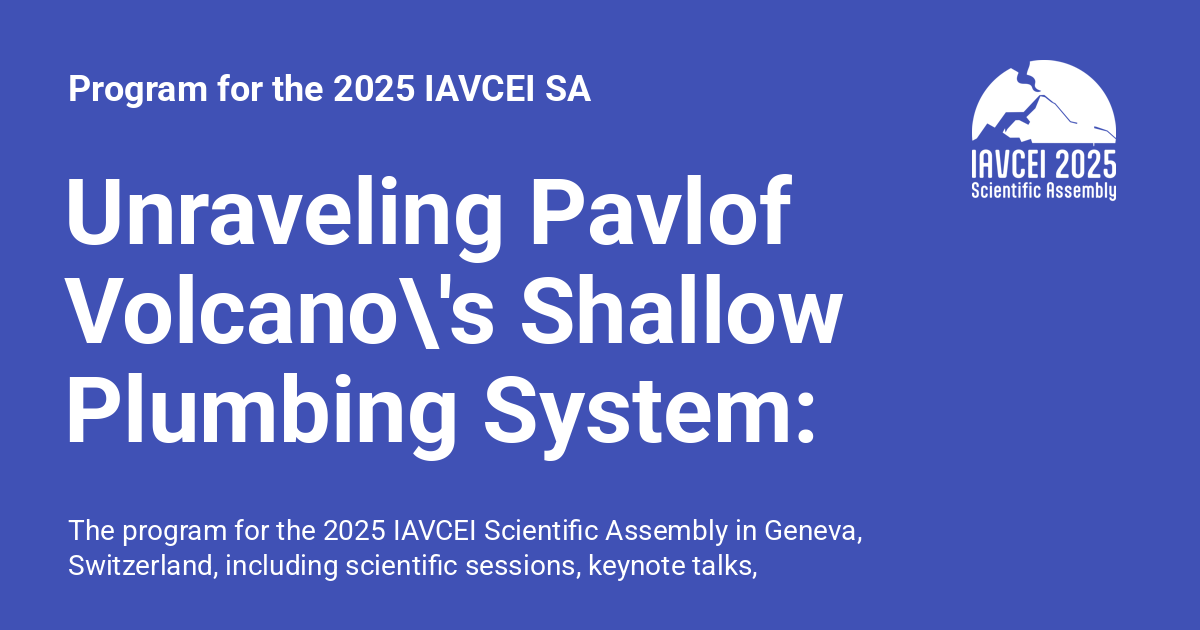 Program for the 2025 IAVCEI SA
IAVCEI 2025
Scientific Assembly
Unraveling Pavlof
Volcano\'s Shallow
Plumbing System:
The program for the 2025 IAVCEI Scientific Assembly in Geneva,
Switzerland, including scientific sessions, keynote talks,